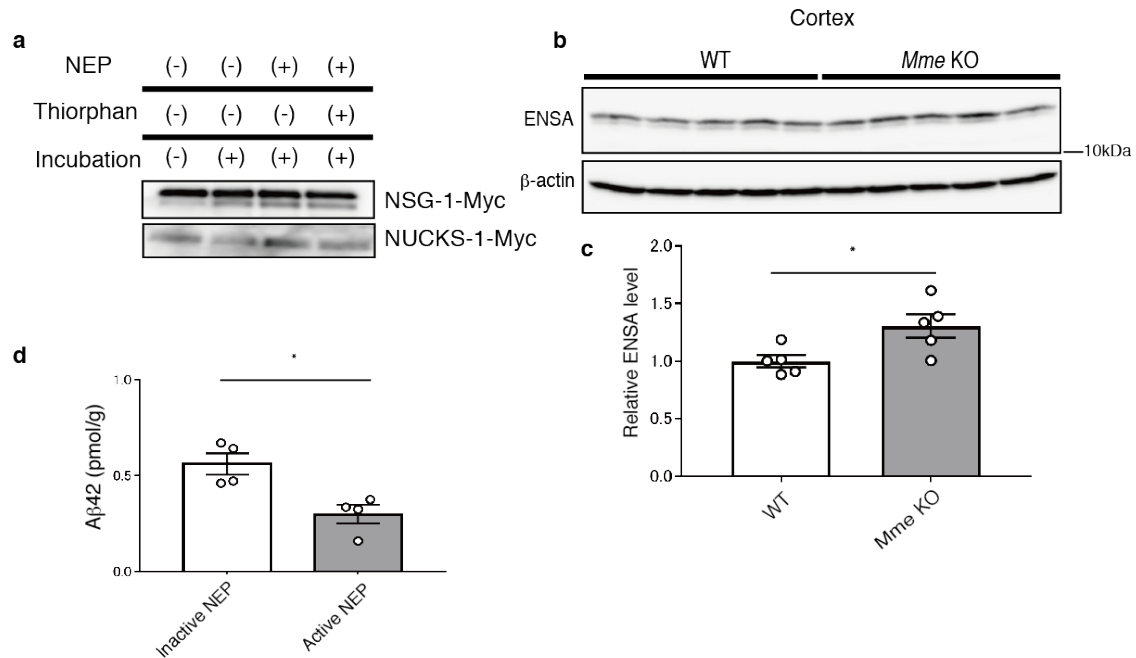 a
NEP (-) (-) (+) (+)
Thiorphan (-) (-) (-) (+)
Incubation (-) (+) (+) (+)
NSG-1-Myc
NUCKS-1-Myc
b
Cortex
WT Mme KO
ENSA
10kDa
β-actin
c
*
Relative ENSA level
2.0
1.5
1.0
0.5
0.0
WT
Mme KO
d
*
Aβ42 (pmol/g)
1.0
0.5
0.0
Inactive NEP
Active NEP